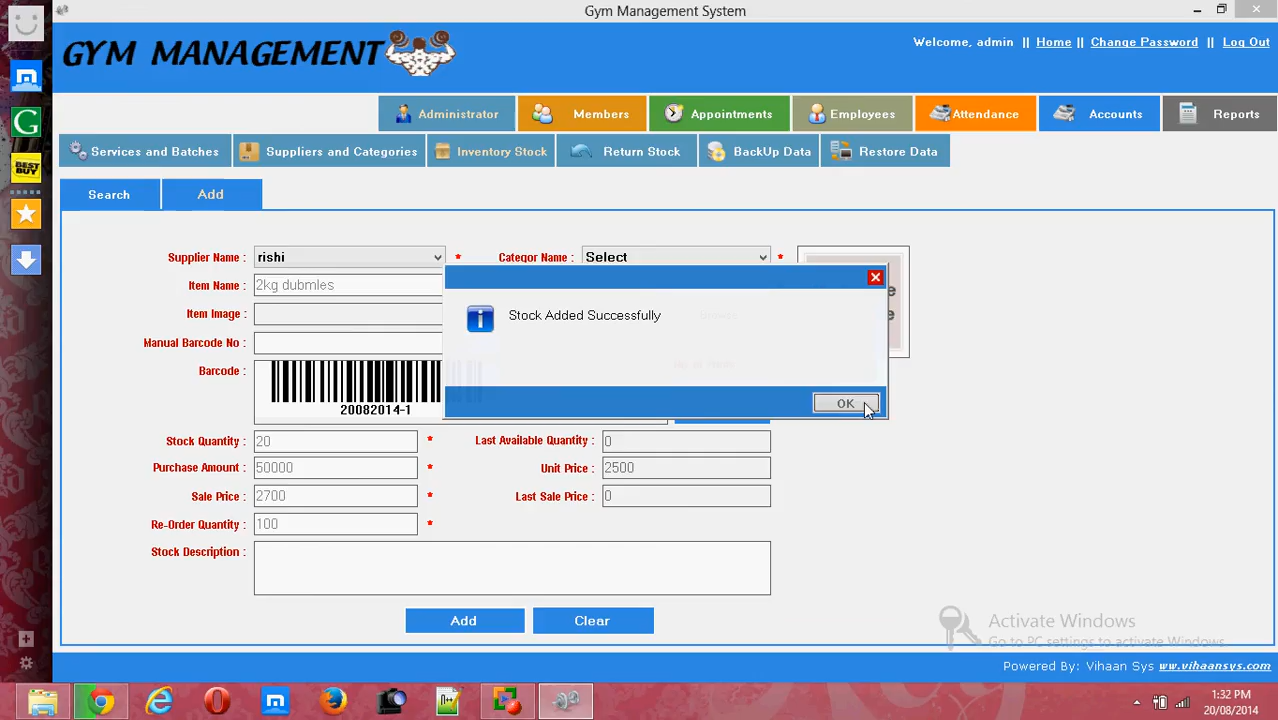 Gym Management System
GYM MANAGEMENT
Welcome, admin || Home || Change Password || Log Out
Administrator Members Appointments Employees Attendance Accounts Reports
Services and Batches Suppliers and Categories Inventory Stock Return Stock BackUp Data Restore Data
Search Add
Supplier Name : rishi * Categor Name : Select *
Item Name : 2kg dubmles
Item Image :
Manual Barcode No :
Barcode :
20082014-1
Stock Added Successfully
OK
Stock Quantity : 20 * Last Available Quantity : 0
Purchase Amount : 50000 * Unit Price : 2500
Sale Price : 2700 * Last Sale Price : 0
Re-Order Quantity : 100 *
Stock Description :
Add Clear
Activate Windows
Go to PC settings to activate Windows.
Powered By: Vihaan Sys www.vihaansys.com
BEST BUY
1:32 PM
20/08/2014